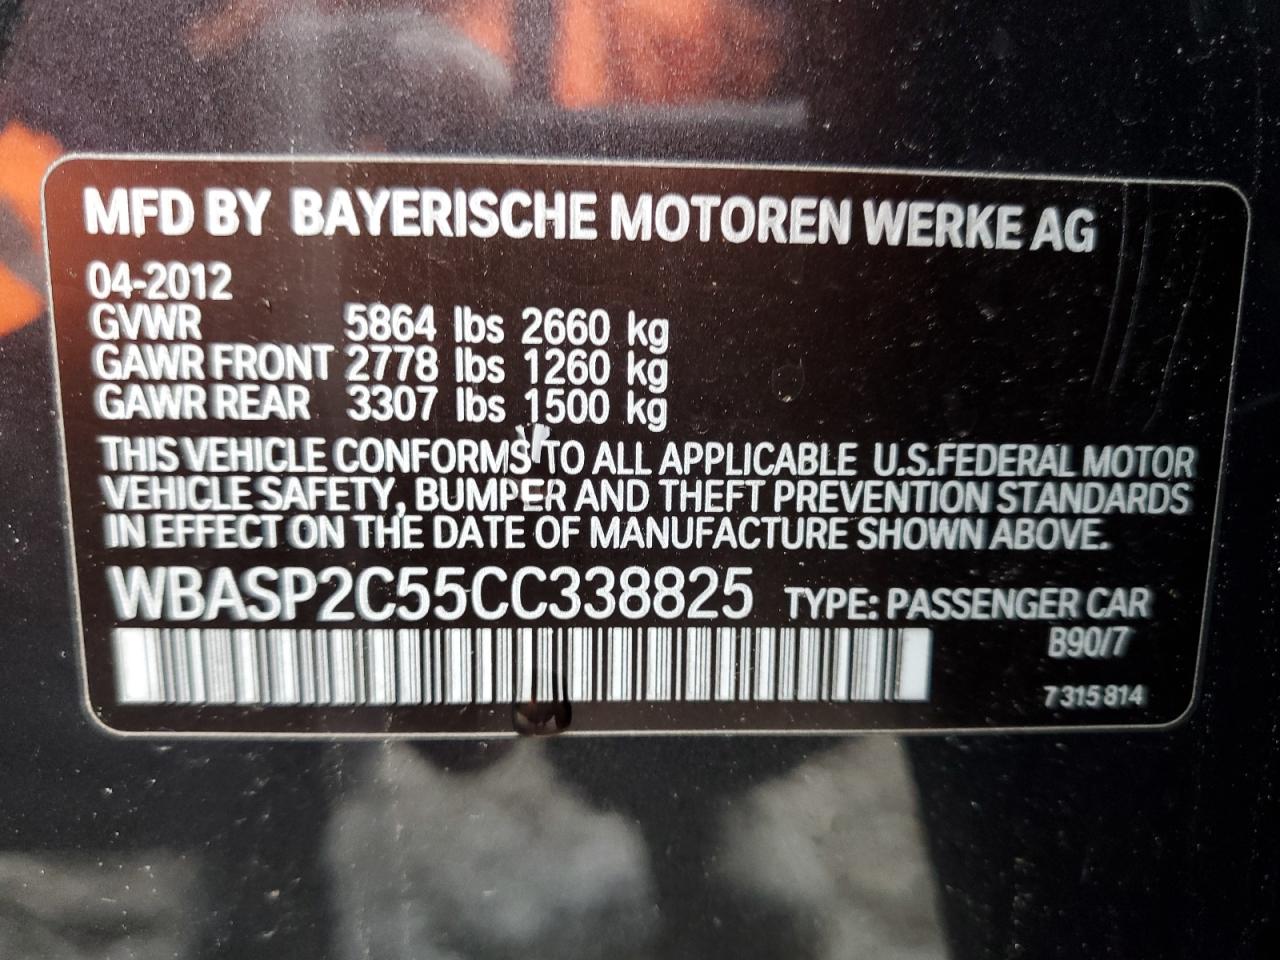 MFD BY BAYERISCHE MOTOREN WERKE AG
04-2012
GVWR 5864 lbs 2660 kg
GAWR FRONT 2778 lbs 1260 kg
GAWR REAR 3307 lbs 1500 kg
THIS VEHICLE CONFORMS TO ALL APPLICABLE U.S.FEDERAL MOTOR
VEHICLE SAFETY, BUMPER AND THEFT PREVENTION STANDARDS
IN EFFECT ON THE DATE OF MANUFACTURE SHOWN ABOVE.
WBASP2C55CC338825 TYPE: PASSENGER CAR
B90/7
7 315 814